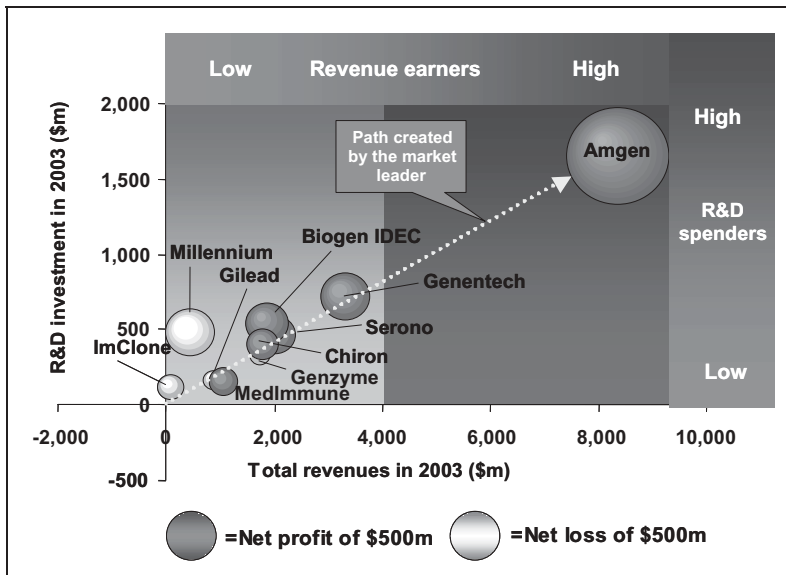 Low Revenue earners High
High
R&D
spenders
Low
R&D investment in 2003 ($m)
2,000
1,500
1,000
500
0
-500
Path created
by the market
leader
Amgen
Biogen IDEC
Millennium
Gilead
Genentech
Serono
ImClone
Chiron
Genzyme
MedImmune
-2,000 0 2,000 4,000 6,000 8,000 10,000
Total revenues in 2003 ($m)
=Net profit of $500m =Net loss of $500m